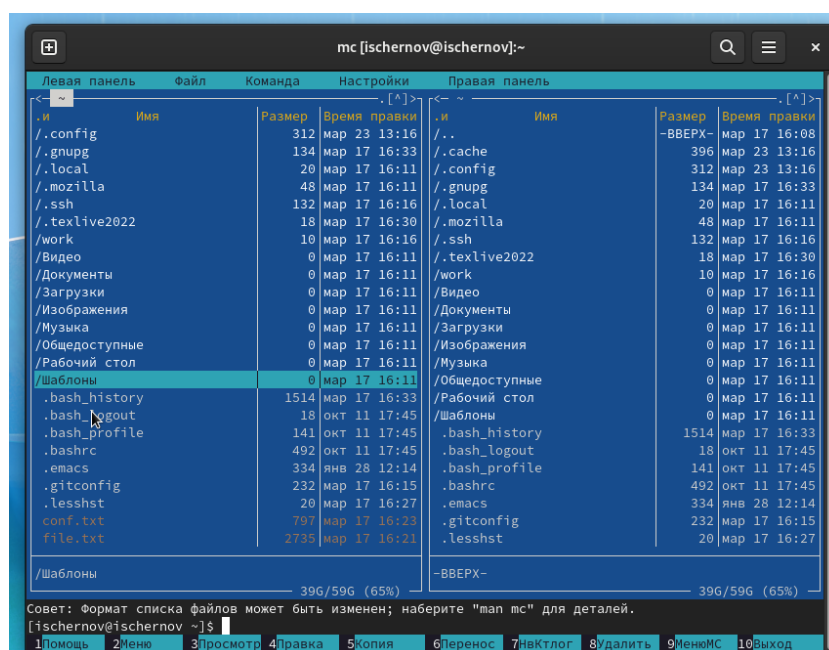 mc [ischernov@ischernov]:~
Левая панель Файл Команда Настройки Правая панель
<— ~ .[^]> <— ~ .[^]>
.и Имя Размер Время правки .и Имя Размер Время правки
/.config 312 мар 23 13:16 /.. -ВВЕРХ- мар 17 16:08
/.gnupg 134 мар 17 16:33 /.cache 396 мар 23 13:16
/.local 20 мар 17 16:11 /.config 312 мар 23 13:16
/.mozilla 48 мар 17 16:11 /.gnupg 134 мар 17 16:33
/.ssh 132 мар 17 16:16 /.local 20 мар 17 16:11
/.texlive2022 18 мар 17 16:30 /.mozilla 48 мар 17 16:11
/work 10 мар 17 16:16 /.ssh 132 мар 17 16:16
/Видео 0 мар 17 16:11 /.texlive2022 18 мар 17 16:30
/Документы 0 мар 17 16:11 /work 10 мар 17 16:16
/Загрузки 0 мар 17 16:11 /Видео 0 мар 17 16:11
/Изображения 0 мар 17 16:11 /Документы 0 мар 17 16:11
/Музыка 0 мар 17 16:11 /Загрузки 0 мар 17 16:11
/Общедоступные 0 мар 17 16:11 /Изображения 0 мар 17 16:11
/Рабочий стол 0 мар 17 16:11 /Музыка 0 мар 17 16:11
/Шаблоны 0 мар 17 16:11 /Общедоступные 0 мар 17 16:11
.bash_history 1514 мар 17 16:33 /Рабочий стол 0 мар 17 16:11
.bash_logout 18 окт 11 17:45 /Шаблоны 0 мар 17 16:11
.bash_profile 141 окт 11 17:45 .bash_history 1514 мар 17 16:33
.bashrc 492 окт 11 17:45 .bash_logout 18 окт 11 17:45
.emacs 334 янв 28 12:14 .bash_profile 141 окт 11 17:45
.gitconfig 232 мар 17 16:15 .bashrc 492 окт 11 17:45
.lesshst 20 мар 17 16:27 .emacs 334 янв 28 12:14
conf.txt 797 мар 17 16:23 .gitconfig 232 мар 17 16:15
file.txt 2735 мар 17 16:21 .lesshst 20 мар 17 16:27
/Шаблоны -ВВЕРХ-
39G/59G (65%) 39G/59G (65%)
Совет: Формат списка файлов может быть изменен; наберите "man mc" для деталей.
[ischernov@ischernov ~]$
1Помощь 2Меню 3Просмотр 4Правка 5Копия 6Перенос 7НвКтлог 8Удалить 9МенюМС 10Выход